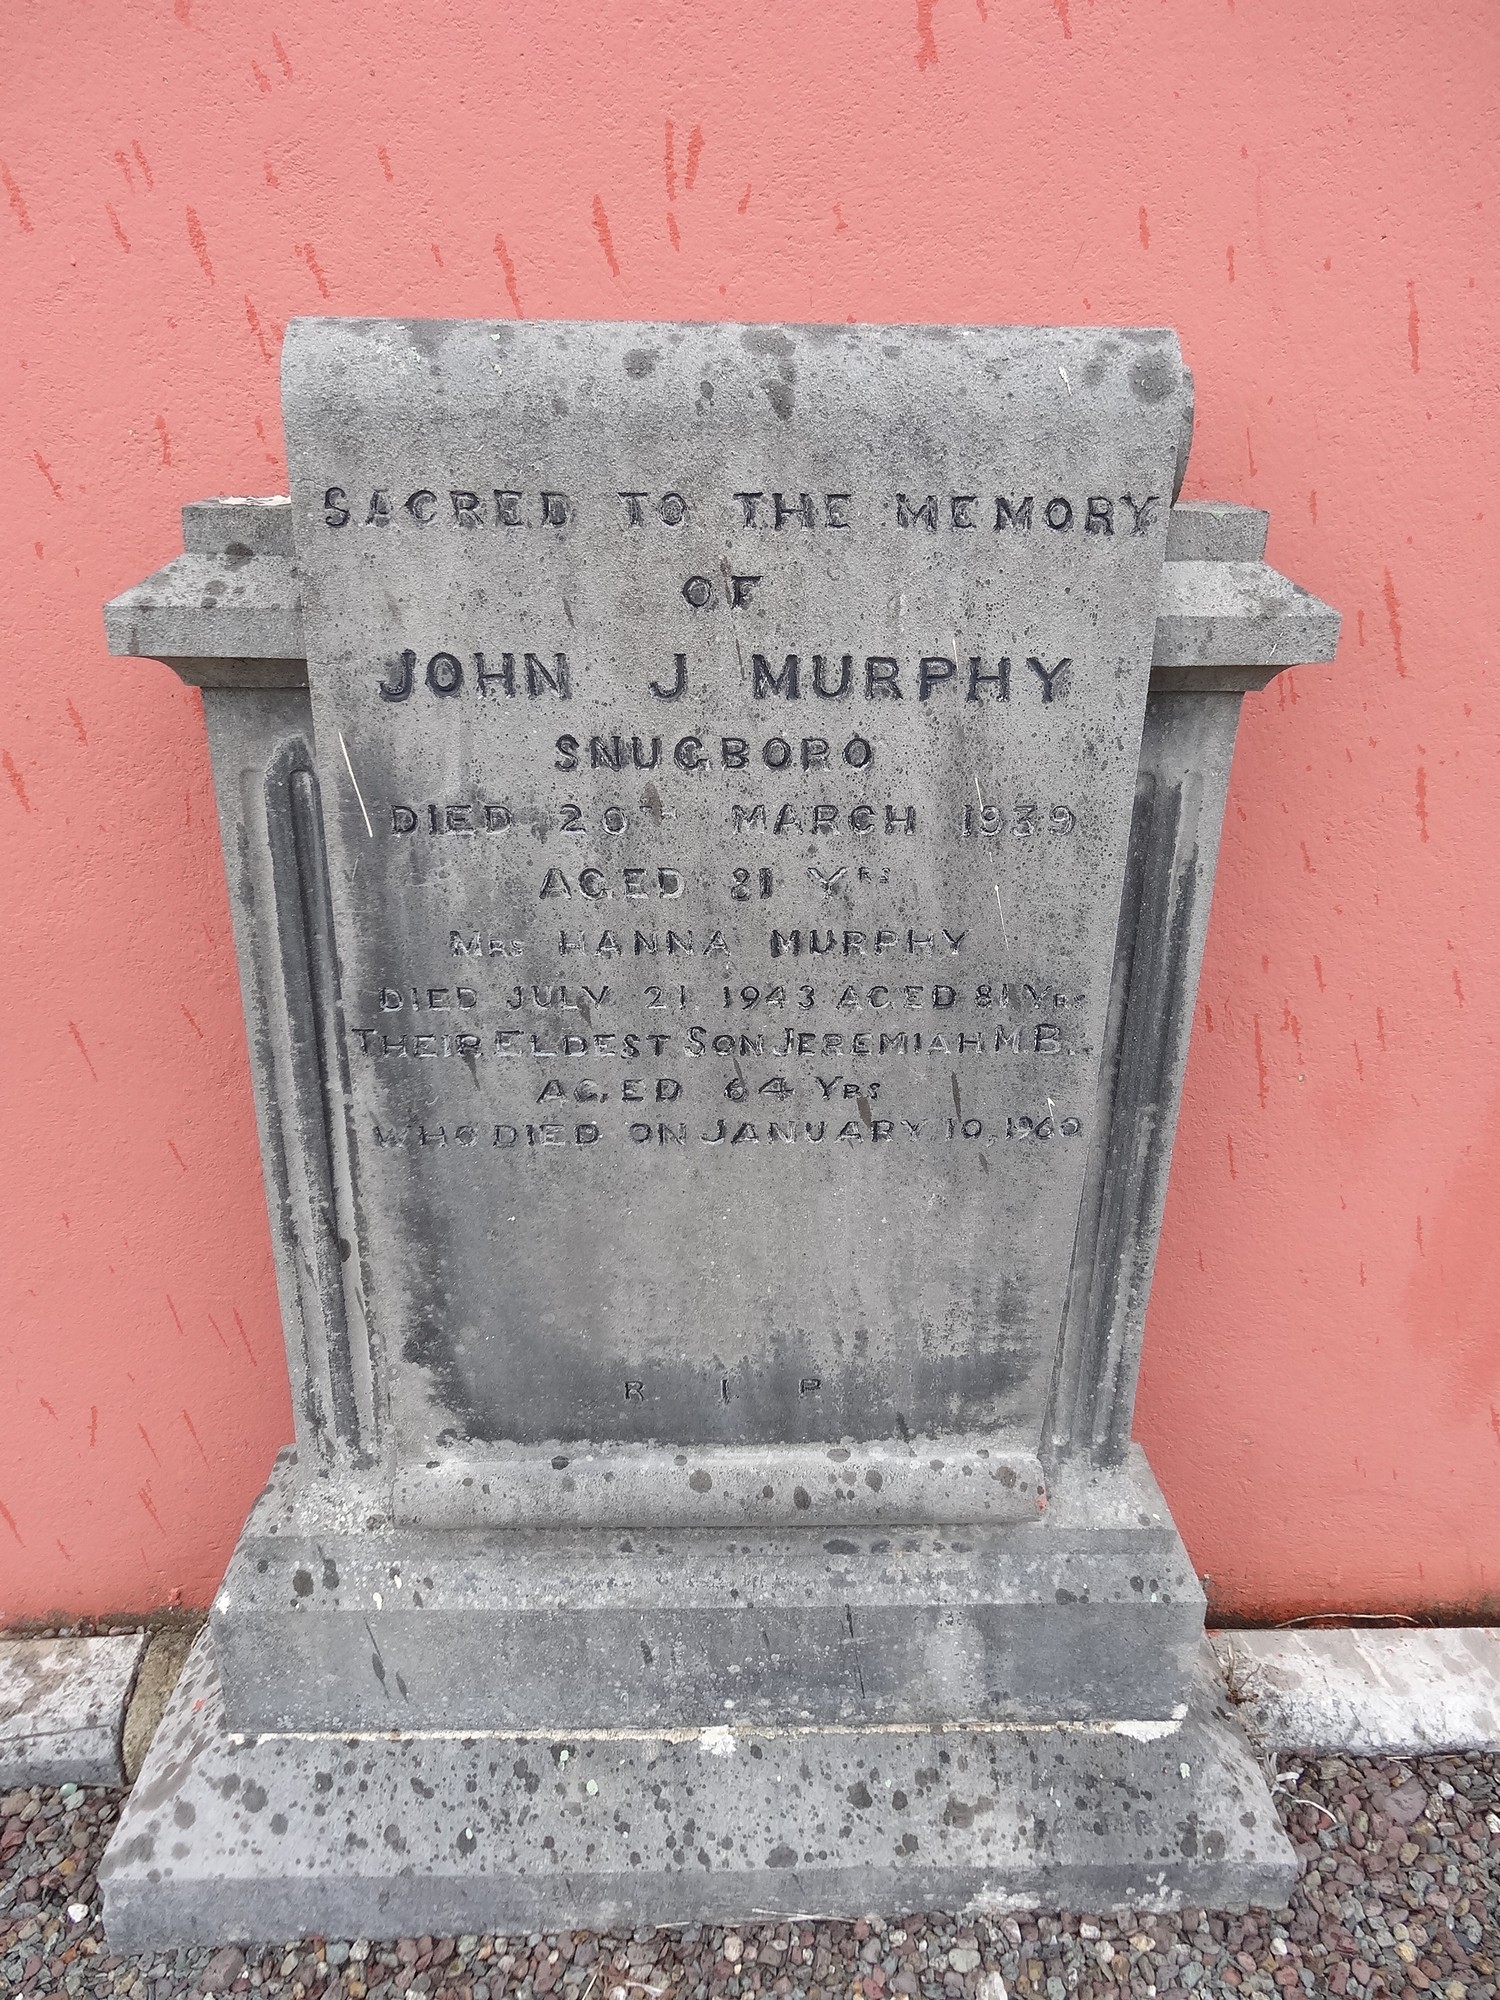 SACRED TO THE MEMORY
OF
JOHN J MURPHY
SNUGBORO
DIED 20TH MARCH 1939
AGED 81 YRS
MRS HANNA MURPHY
DIED JULY 21 1943 AGED 81 YRS
THEIR ELDEST SON JEREMIAH M.B.
AGED 64 YRS
WHO DIED ON JANUARY 10, 1960
R I P